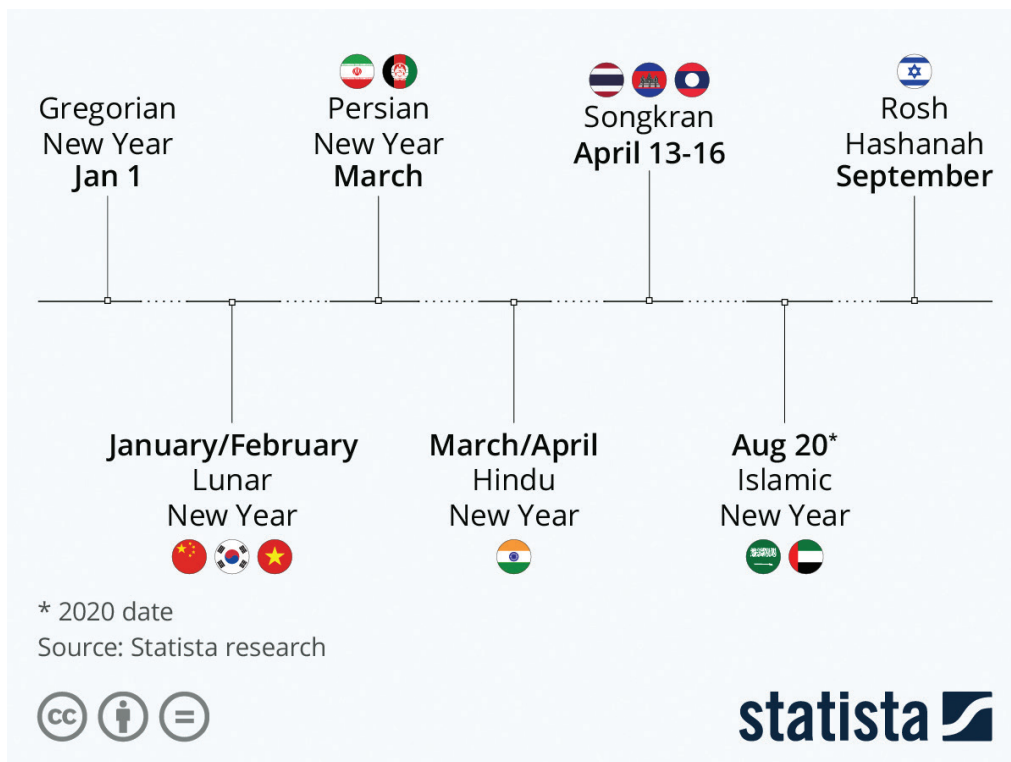 Gregorian
New Year
Jan 1
Persian
New Year
March
Songkran
April 13-16
Rosh
Hashanah
September
January/February
Lunar
New Year
March/April
Hindu
New Year
Aug 20*
Islamic
New Year
* 2020 date
Source: Statista research
cc
statista